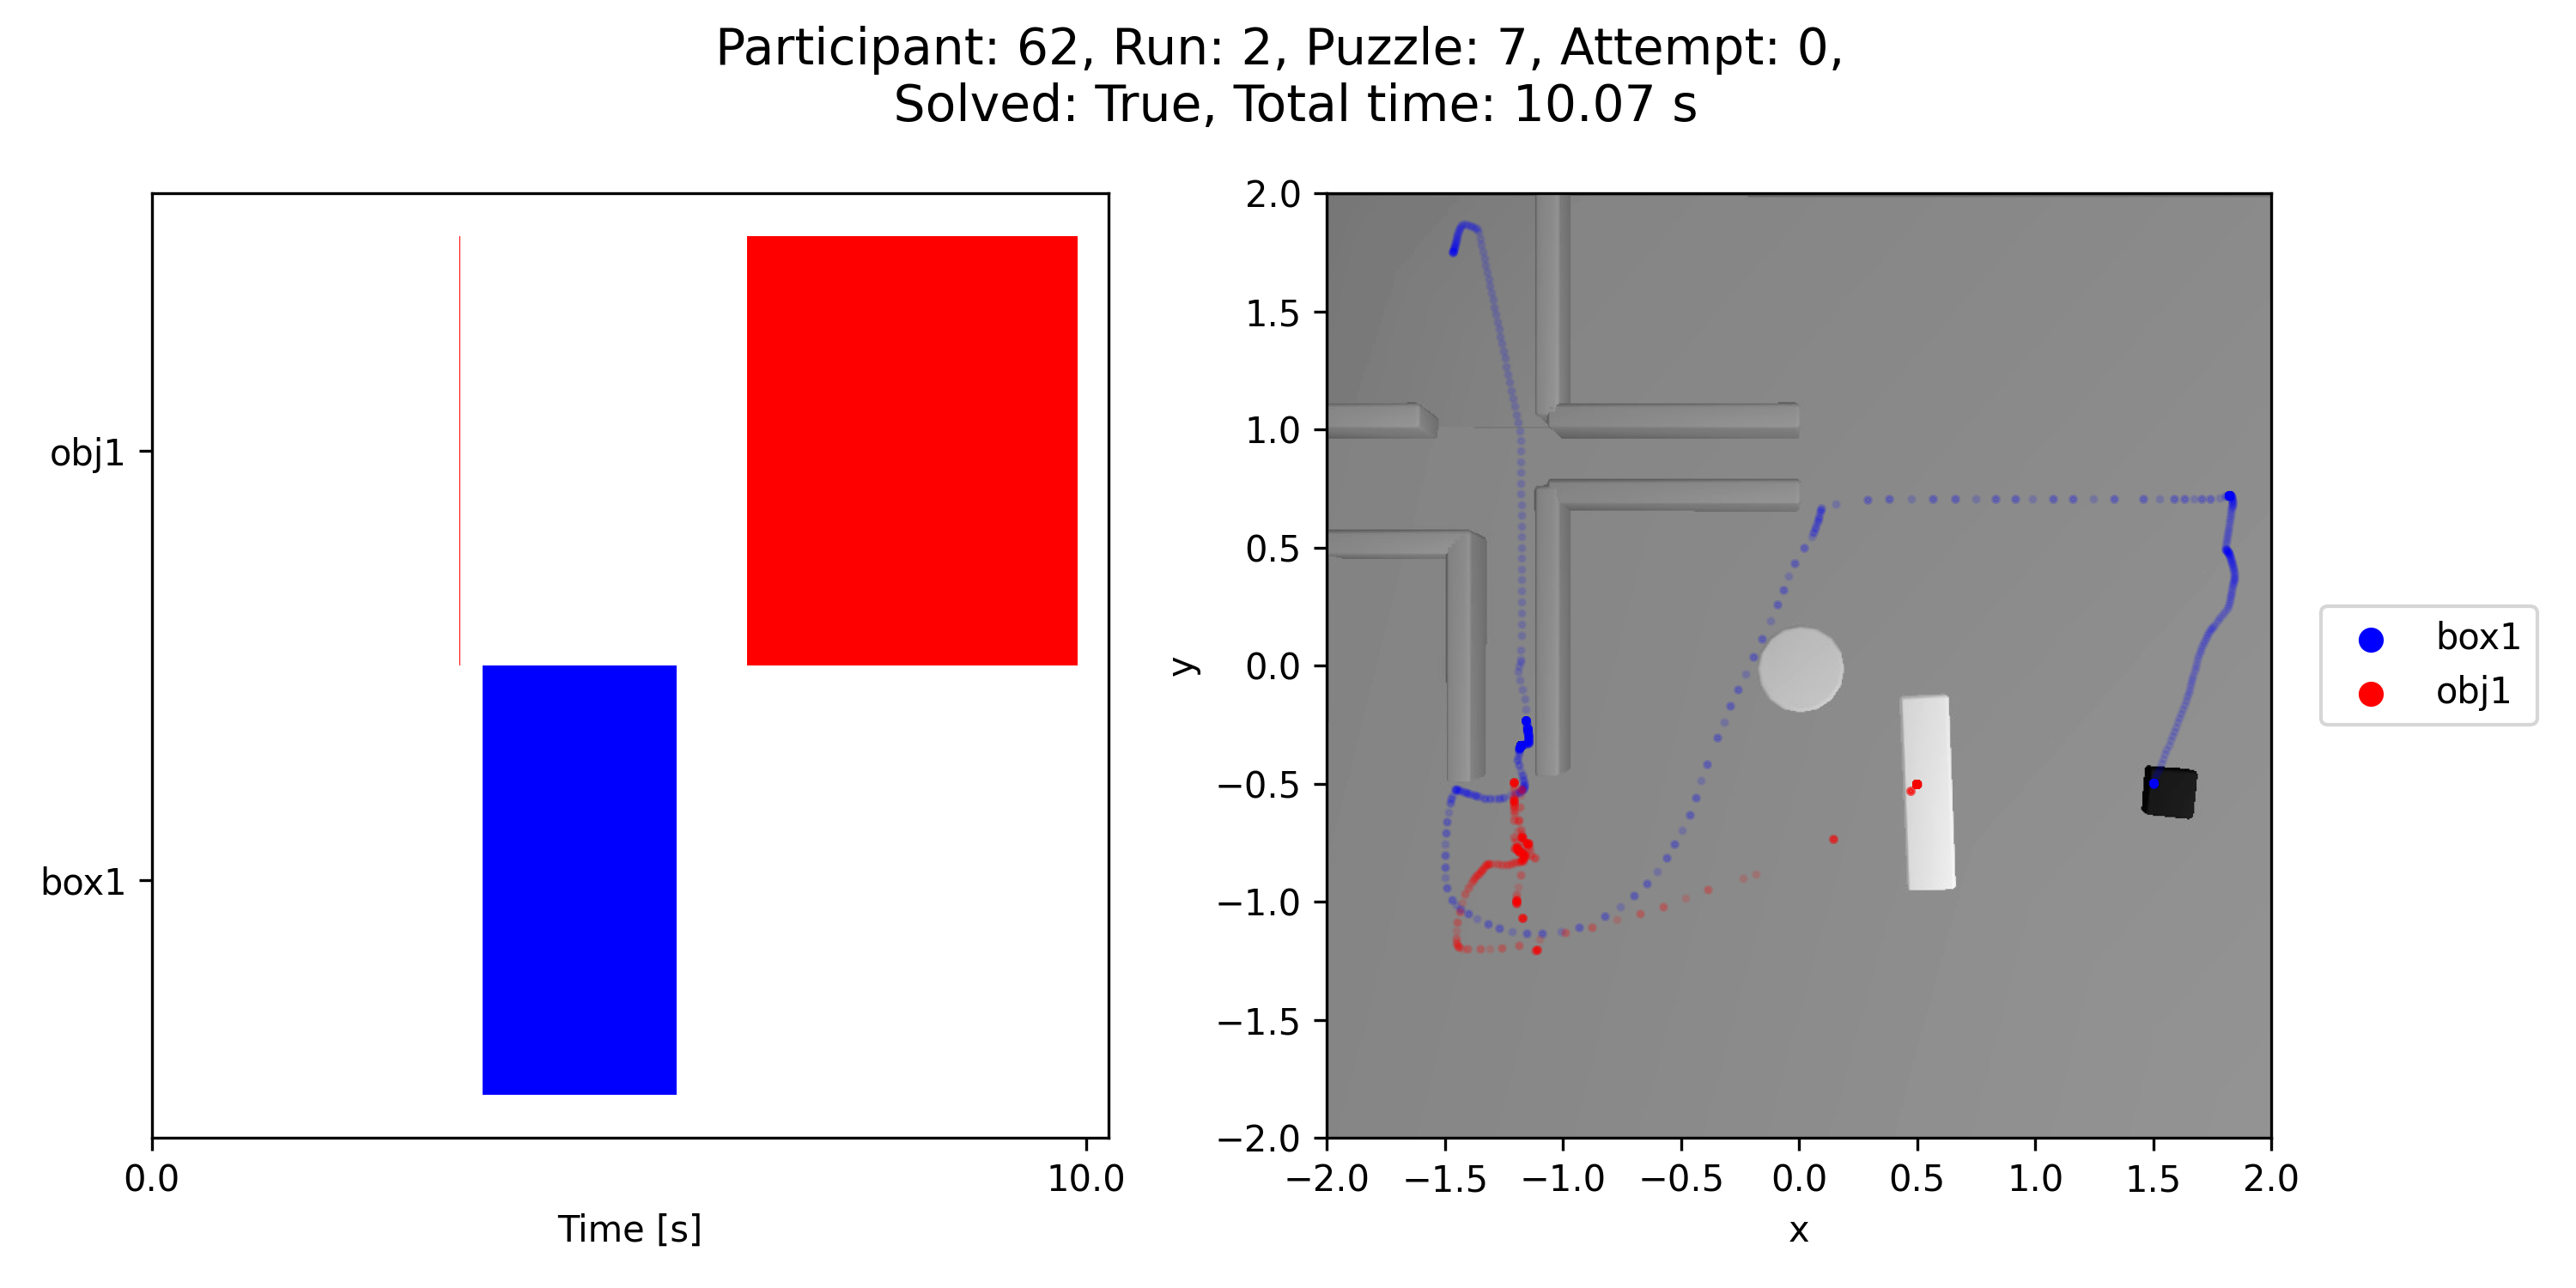 Participant: 62, Run: 2, Puzzle: 7, Attempt: 0,
Solved: True, Total time: 10.07 s
obj1
box1
0.0
10.0
Time [s]
2.0
1.5
1.0
0.5
0.0
−0.5
−1.0
−1.5
−2.0
y
−2.0
−1.5
−1.0
−0.5
0.0
0.5
1.0
1.5
2.0
x
box1
obj1